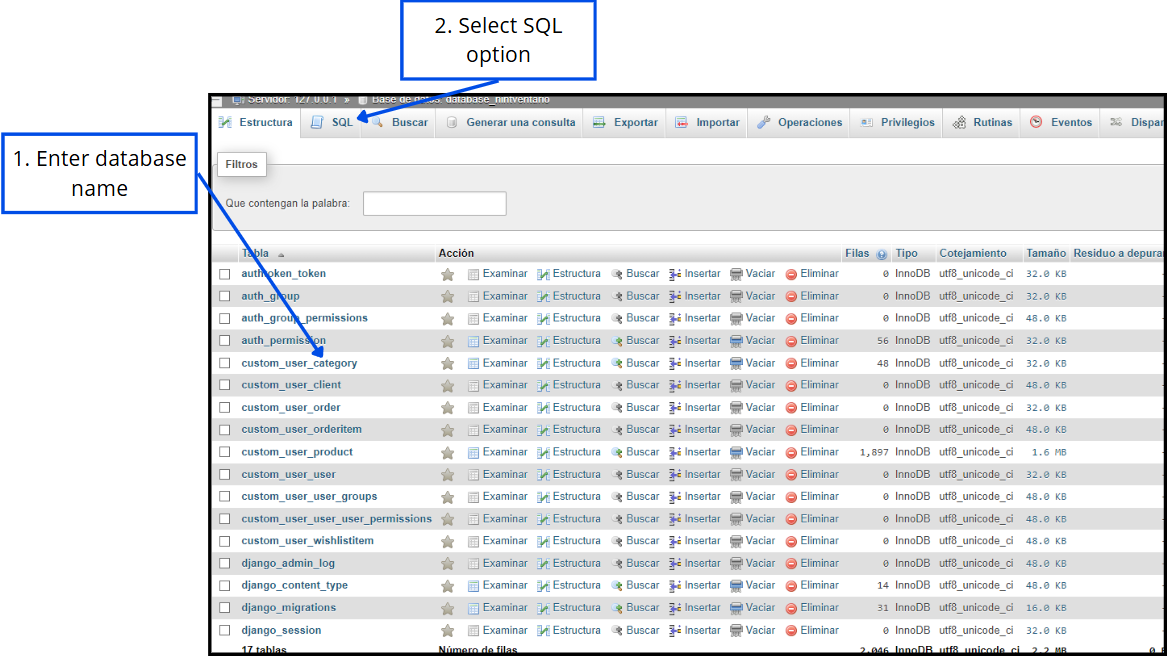 2. Select SQL
option
Servidor: 127.0.0.1 » Base de datos: database_ninventario
1. Enter database
name
Estructura SQL Buscar Generar una consulta Exportar Importar Operaciones Privilegios Rutinas Eventos Dispar
Filtros
Que contengan la palabra:
Tabla Acción Filas Tipo Cotejamiento Tamaño Residuo a depurar
authtoken_token Examinar Estructura Buscar Insertar Vaciar Eliminar 0 InnoDB utf8_unicode_ci 32.0 KB
auth_group Examinar Estructura Buscar Insertar Vaciar Eliminar 0 InnoDB utf8_unicode_ci 32.0 KB
auth_group_permissions Examinar Estructura Buscar Insertar Vaciar Eliminar 0 InnoDB utf8_unicode_ci 48.0 KB
auth_permission Examinar Estructura Buscar Insertar Vaciar Eliminar 56 InnoDB utf8_unicode_ci 32.0 KB
custom_user_category Examinar Estructura Buscar Insertar Vaciar Eliminar 48 InnoDB utf8_unicode_ci 32.0 KB
custom_user_client Examinar Estructura Buscar Insertar Vaciar Eliminar 0 InnoDB utf8_unicode_ci 48.0 KB
custom_user_order Examinar Estructura Buscar Insertar Vaciar Eliminar 0 InnoDB utf8_unicode_ci 32.0 KB
custom_user_orderitem Examinar Estructura Buscar Insertar Vaciar Eliminar 0 InnoDB utf8_unicode_ci 48.0 KB
custom_user_product Examinar Estructura Buscar Insertar Vaciar Eliminar 1,897 InnoDB utf8_unicode_ci 1.6 MB
custom_user_user Examinar Estructura Buscar Insertar Vaciar Eliminar 0 InnoDB utf8_unicode_ci 32.0 KB
custom_user_user_groups Examinar Estructura Buscar Insertar Vaciar Eliminar 0 InnoDB utf8_unicode_ci 48.0 KB
custom_user_user_user_permissions Examinar Estructura Buscar Insertar Vaciar Eliminar 0 InnoDB utf8_unicode_ci 48.0 KB
custom_user_wishlistitem Examinar Estructura Buscar Insertar Vaciar Eliminar 0 InnoDB utf8_unicode_ci 48.0 KB
django_admin_log Examinar Estructura Buscar Insertar Vaciar Eliminar 0 InnoDB utf8_unicode_ci 48.0 KB
django_content_type Examinar Estructura Buscar Insertar Vaciar Eliminar 14 InnoDB utf8_unicode_ci 48.0 KB
django_migrations Examinar Estructura Buscar Insertar Vaciar Eliminar 31 InnoDB utf8_unicode_ci 16.0 KB
django_session Examinar Estructura Buscar Insertar Vaciar Eliminar 0 InnoDB utf8_unicode_ci 32.0 KB
17 tablas Número de filas 2,046 InnoDB utf8_unicode_ci 2.2 MB 0